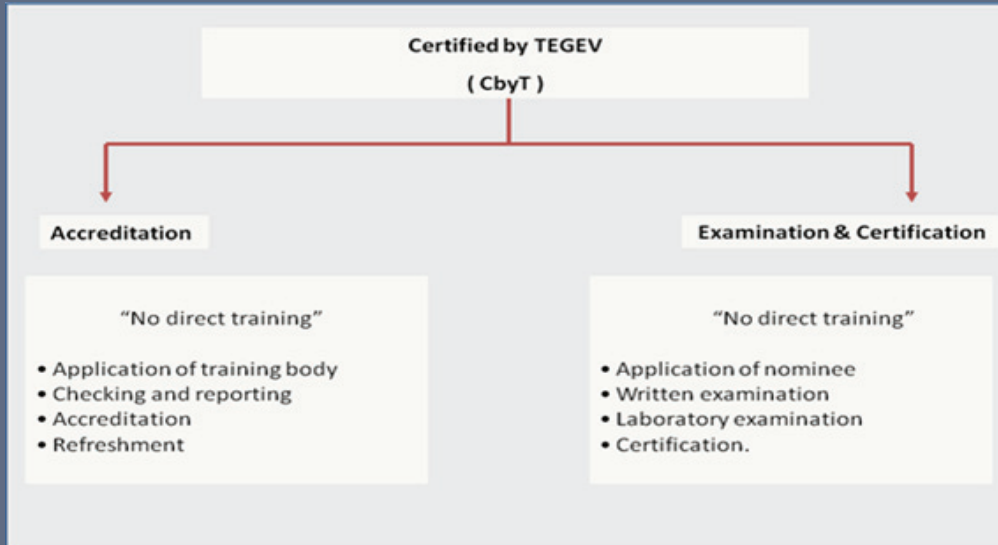 Certified by TEGEV
( CbyT )
Accreditation
“No direct training”
• Application of training body
• Checking and reporting
• Accreditation
• Refreshment
Examination & Certification
“No direct training”
• Application of nominee
• Written examination
• Laboratory examination
• Certification.